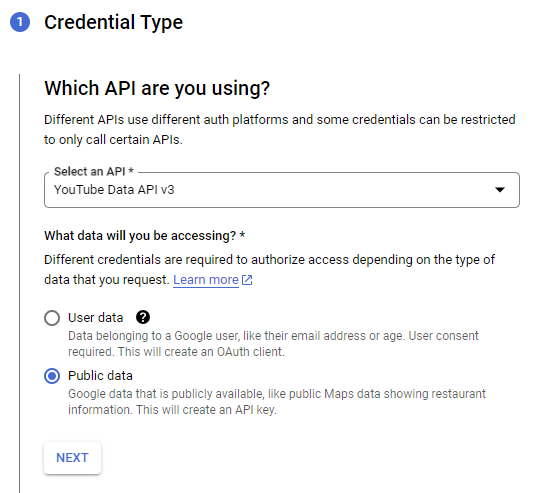 1 Credential Type
Which API are you using?
Different APIs use different auth platforms and some credentials can be restricted
to only call certain APIs.
Select an API *
YouTube Data API v3
What data will you be accessing? *
Different credentials are required to authorize access depending on the type of
data that you request. Learn more
User data ?
Data belonging to a Google user, like their email address or age. User consent
required. This will create an OAuth client.
Public data
Google data that is publicly available, like public Maps data showing restaurant
information. This will create an API key.
NEXT